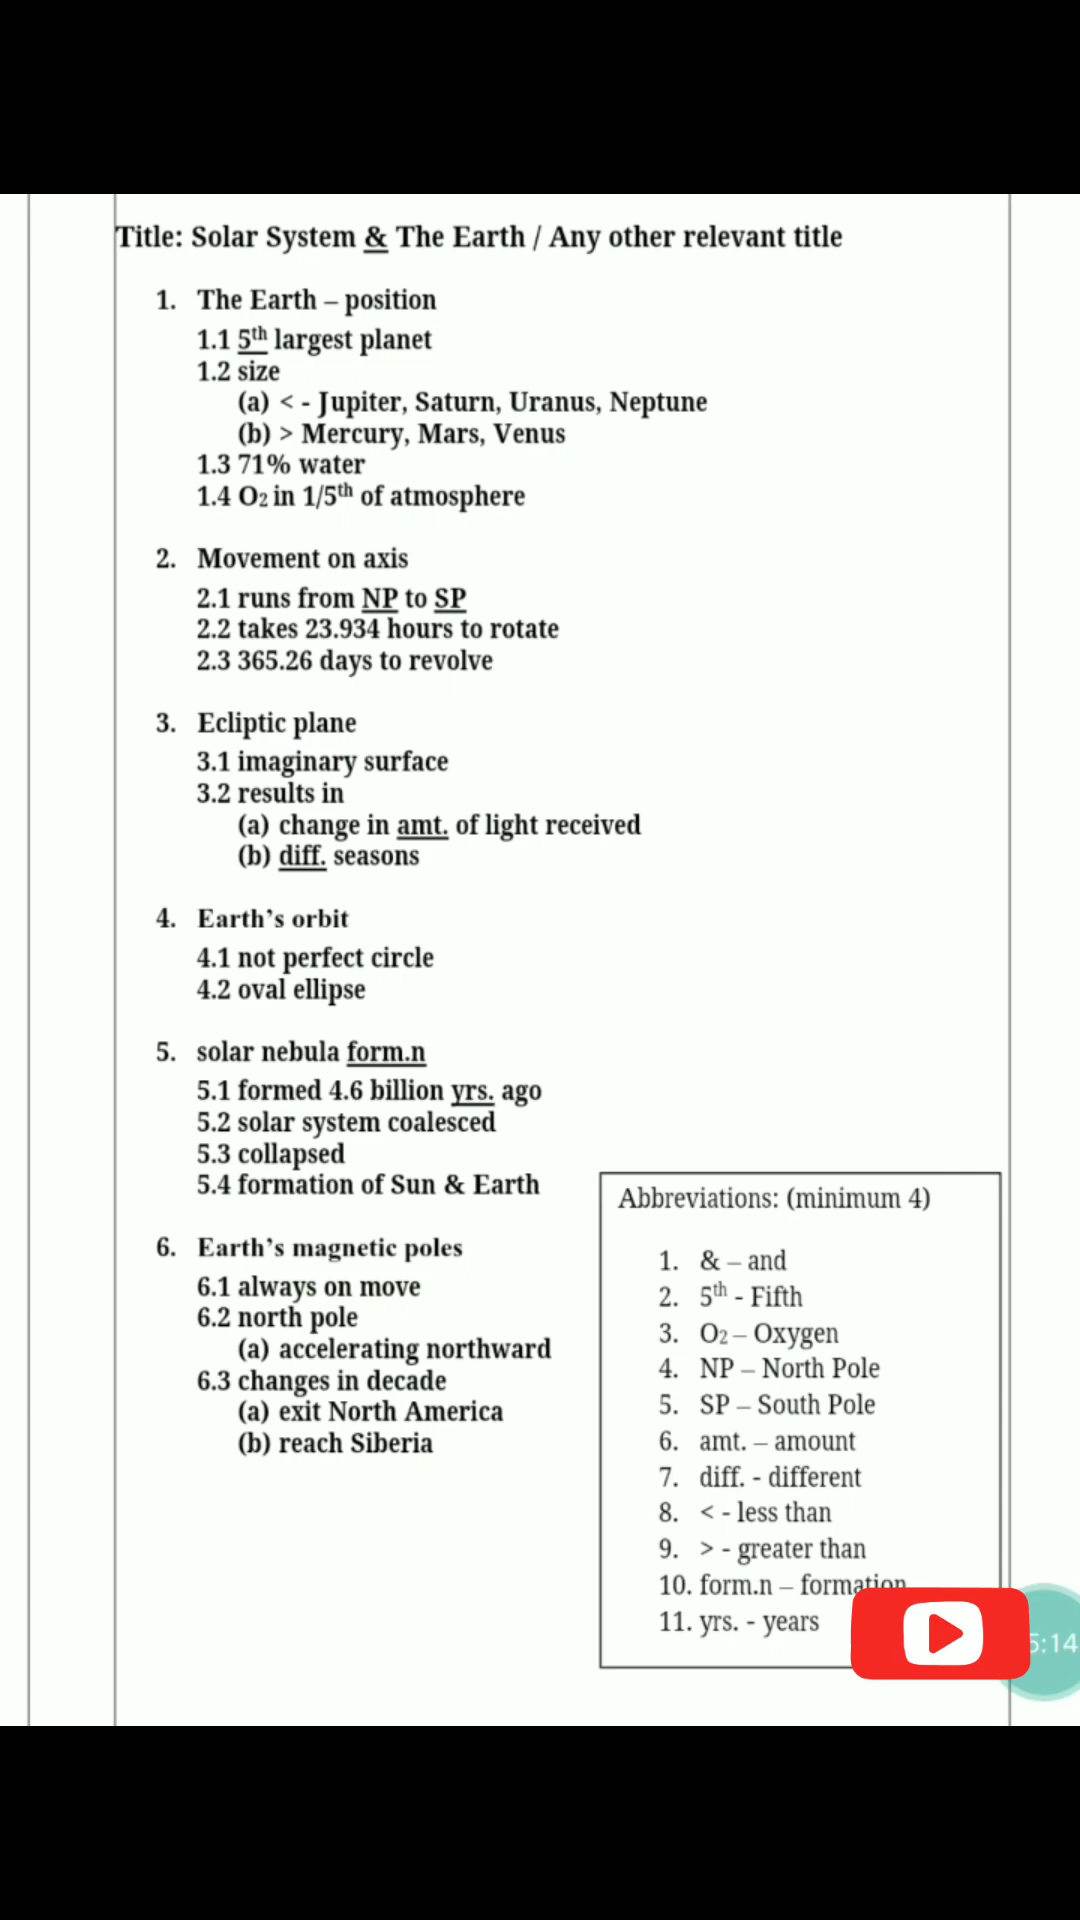 Title: Solar System & The Earth / Any other relevant title
1. The Earth – position
1.1 5th largest planet
1.2 size
(a) < - Jupiter, Saturn, Uranus, Neptune
(b) > Mercury, Mars, Venus
1.3 71% water
1.4 O2 in 1/5th of atmosphere
2. Movement on axis
2.1 runs from NP to SP
2.2 takes 23.934 hours to rotate
2.3 365.26 days to revolve
3. Ecliptic plane
3.1 imaginary surface
3.2 results in
(a) change in amt. of light received
(b) diff. seasons
4. Earth’s orbit
4.1 not perfect circle
4.2 oval ellipse
5. solar nebula form.n
5.1 formed 4.6 billion yrs. ago
5.2 solar system coalesced
5.3 collapsed
5.4 formation of Sun & Earth
6. Earth’s magnetic poles
6.1 always on move
6.2 north pole
(a) accelerating northward
6.3 changes in decade
(a) exit North America
(b) reach Siberia
Abbreviations: (minimum 4)
1. & – and
2. 5th - Fifth
3. O2 – Oxygen
4. NP – North Pole
5. SP – South Pole
6. amt. – amount
7. diff. - different
8. < - less than
9. > - greater than
10. form.n – formation
11. yrs. - years
5:14